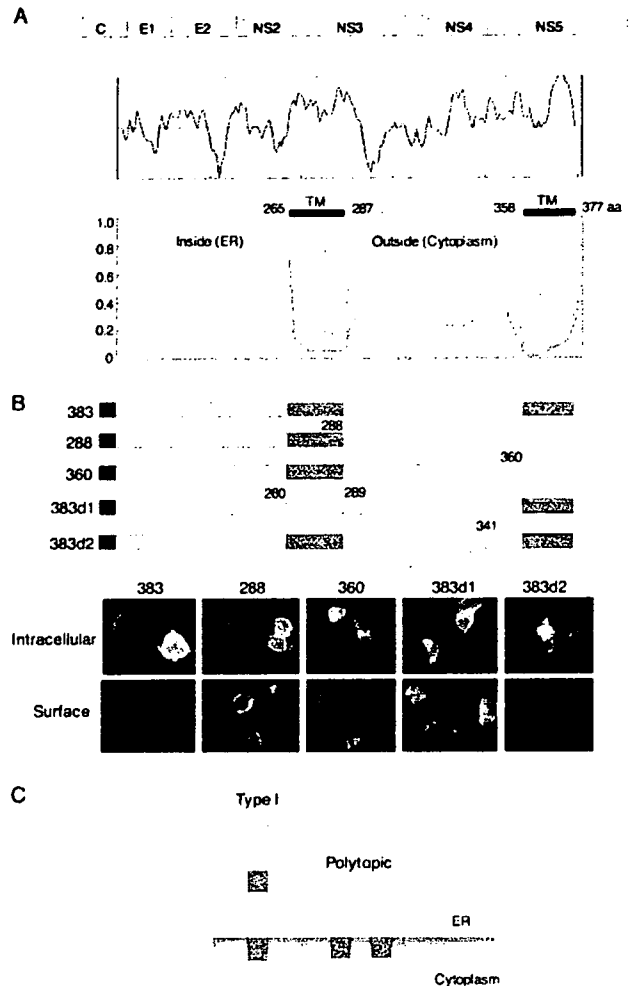 A
C E1 E2 NS2 NS3 NS4 NS5
TM TM
265 287 358 377 aa
1.0
Inside (ER) Outside (Cytoplasm)
0.8
0.6
0.4
0.2
0
B
383
288
288
360
360
280 289
383d1
341
383d2
383 288 360 383d1 383d2
Intracellular
Surface
C
Type I
Polytopic
ER
Cytoplasm